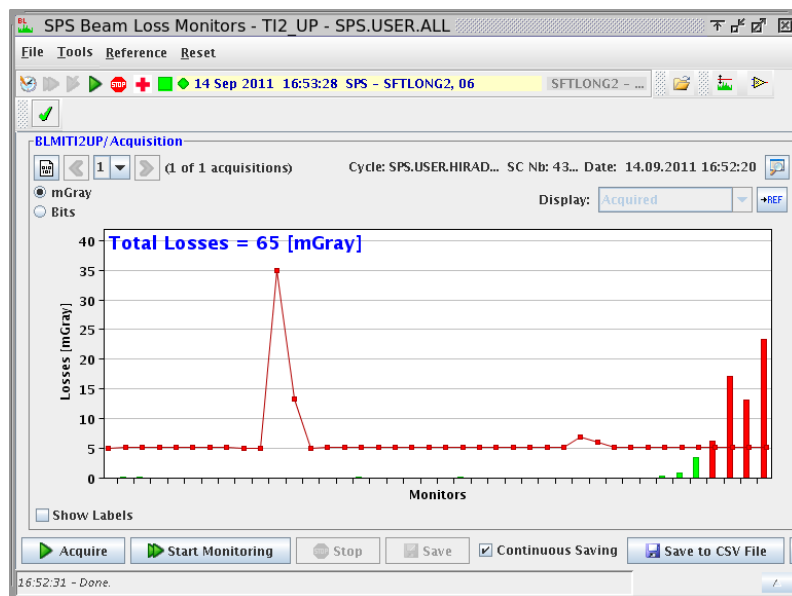 BL
SPS Beam Loss Monitors - TI2_UP - SPS.USER.ALL
File Tools Reference Reset
STOP 14 Sep 2011 16:53:28 SPS - SFTLONG2, 06 SFTLONG2 - ...
BLMITI2UP/Acquisition
1 (1 of 1 acquisitions) Cycle: SPS.USER.HIRAD... SC Nb: 43... Date: 14.09.2011 16:52:20
mGray
Display: Acquired →REF
Bits
Total Losses = 65 [mGray]
40
35
30
25
20
15
10
5
0
Losses [mGray]
Monitors
Show Labels
Acquire Start Monitoring Stop Save Continuous Saving Save to CSV File
16:52:31 - Done.